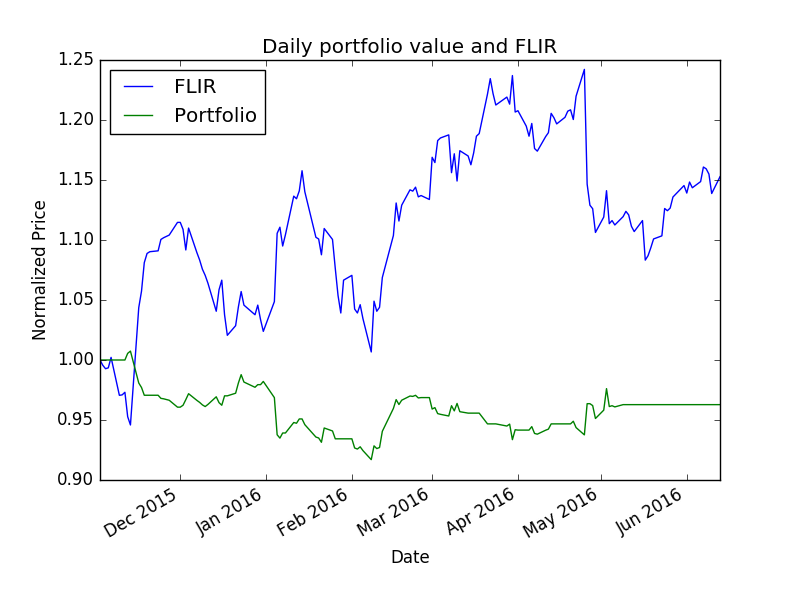 Daily portfolio value and FLIR
FLIR
Portfolio
1.25
1.20
1.15
1.10
1.05
1.00
0.95
0.90
Normalized Price
Dec 2015
Jan 2016
Feb 2016
Mar 2016
Apr 2016
May 2016
Jun 2016
Date